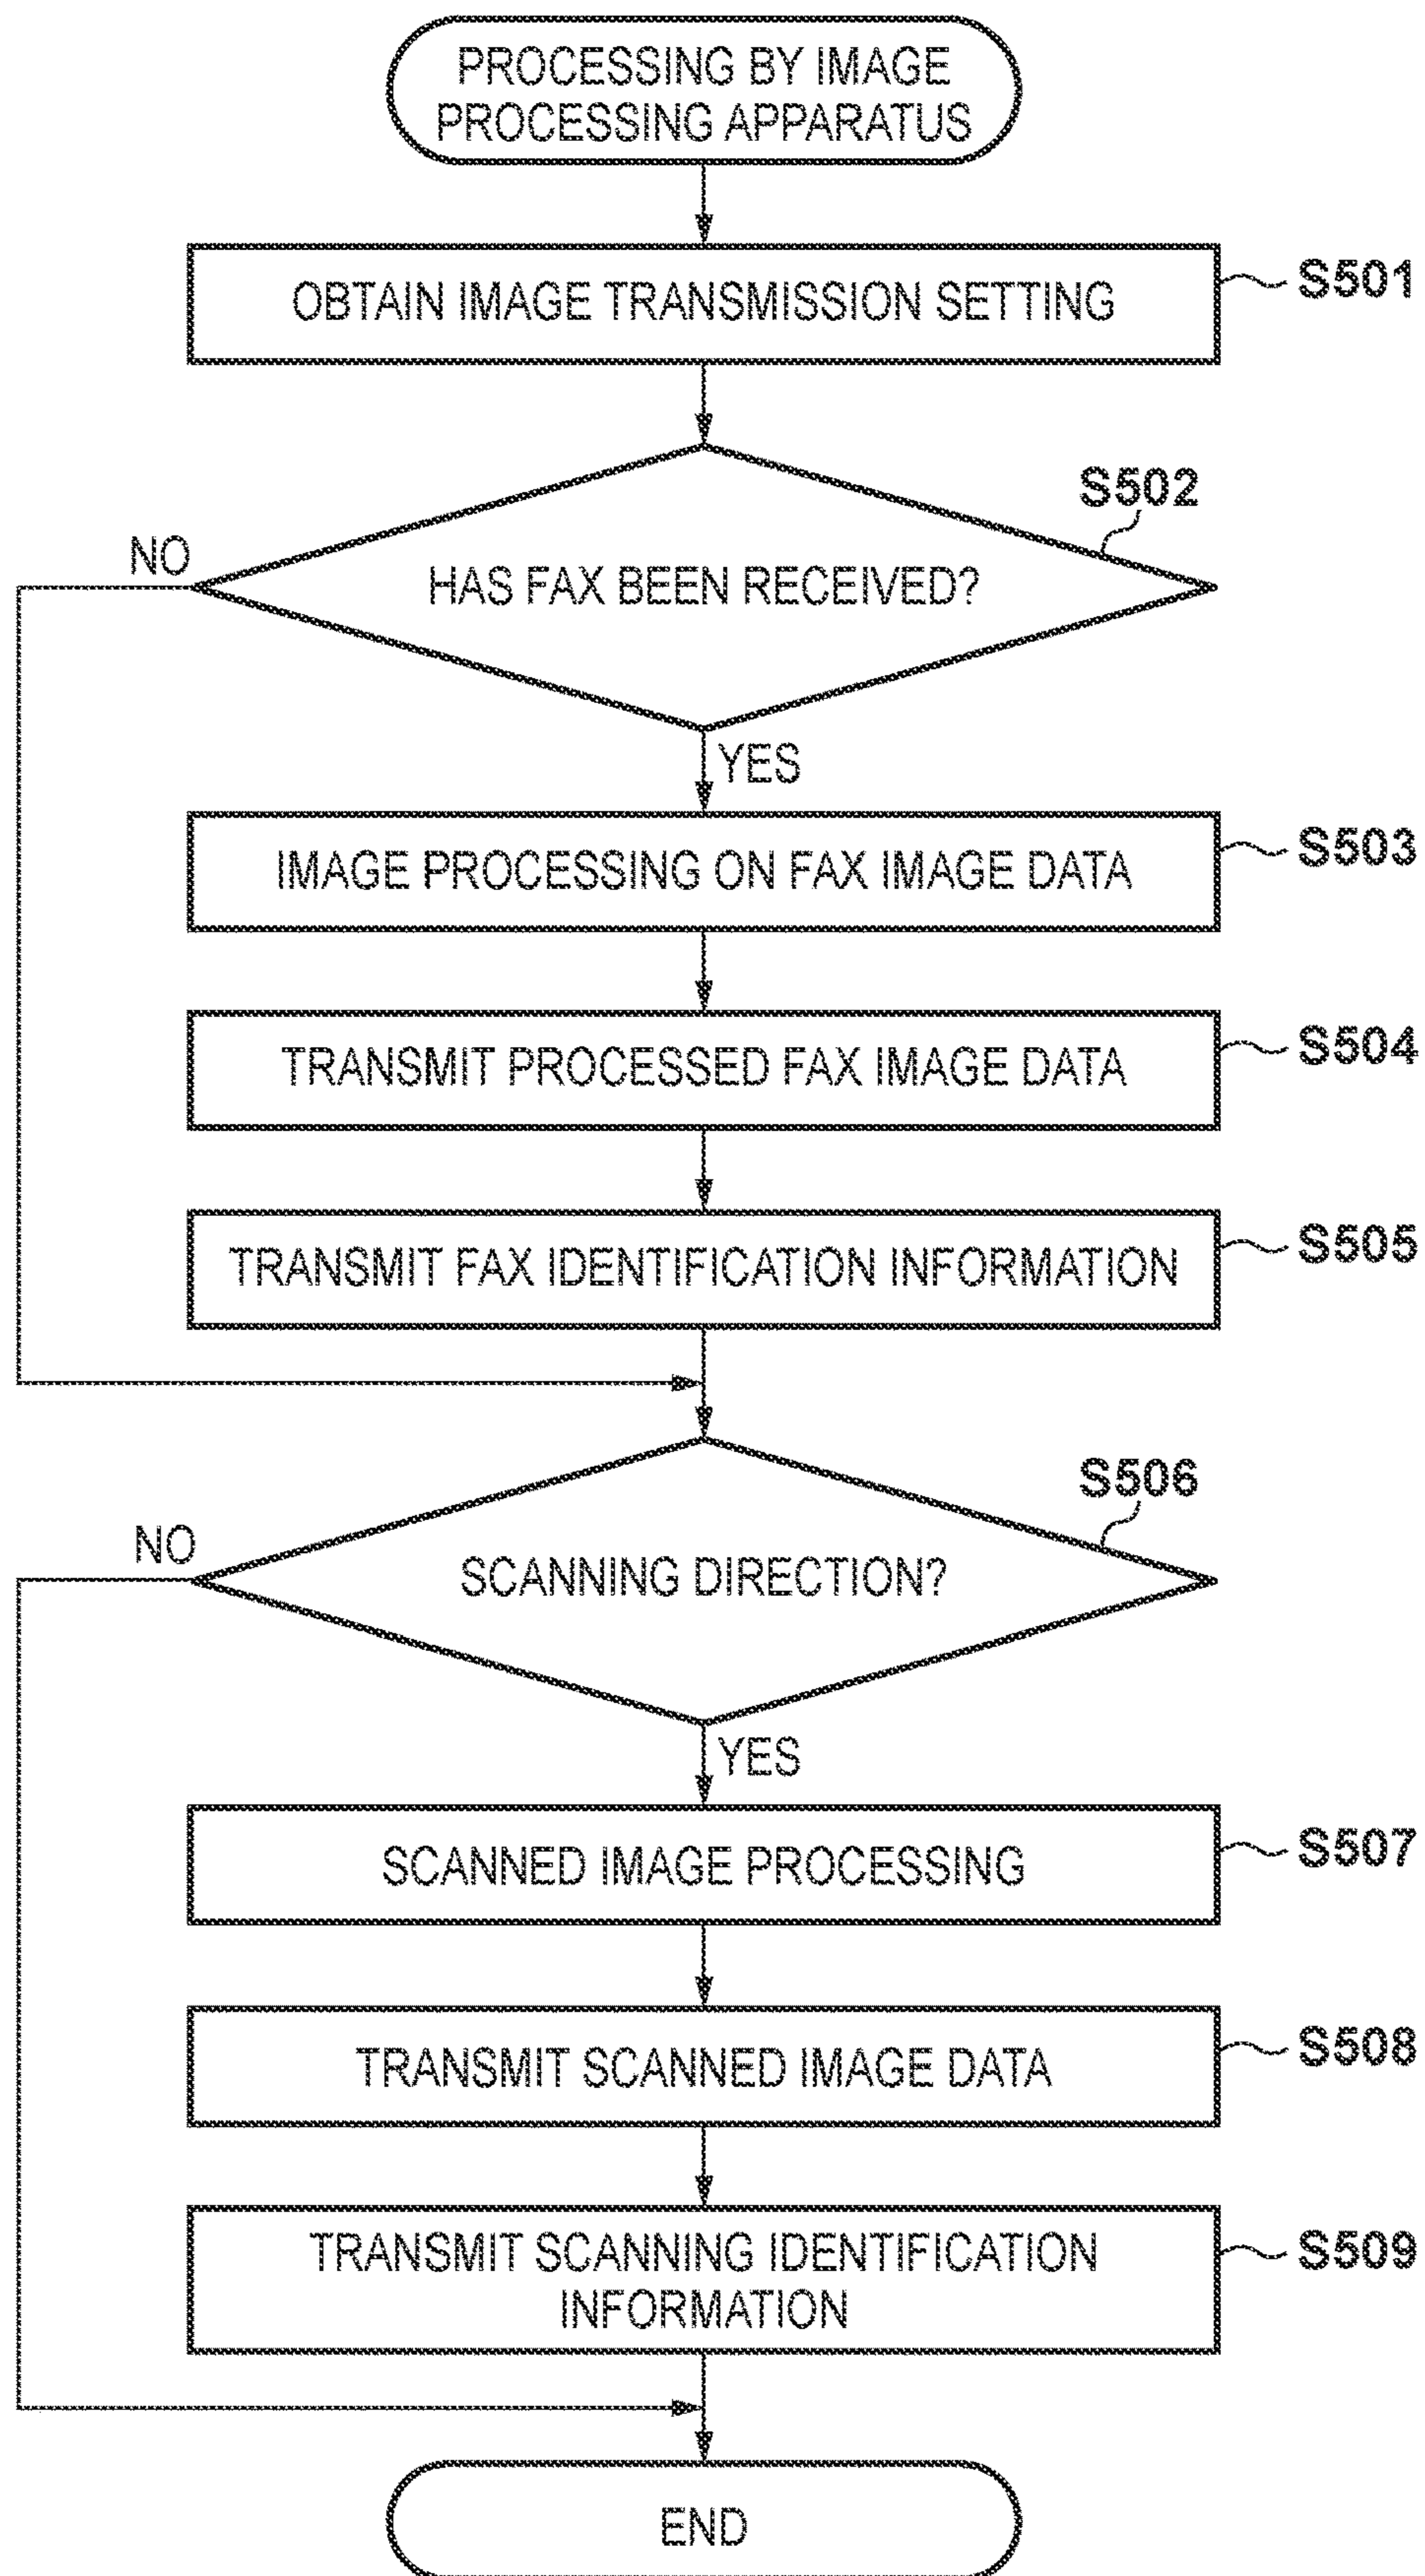 PROCESSING BY IMAGE
PROCESSING APPARATUS
OBTAIN IMAGE TRANSMISSION SETTING
S501
S502
NO
HAS FAX BEEN RECEIVED?
YES
IMAGE PROCESSING ON FAX IMAGE DATA
S503
TRANSMIT PROCESSED FAX IMAGE DATA
S504
TRANSMIT FAX IDENTIFICATION INFORMATION
S505
S506
NO
SCANNING DIRECTION?
YES
SCANNED IMAGE PROCESSING
S507
TRANSMIT SCANNED IMAGE DATA
S508
TRANSMIT SCANNING IDENTIFICATION
INFORMATION
S509
END